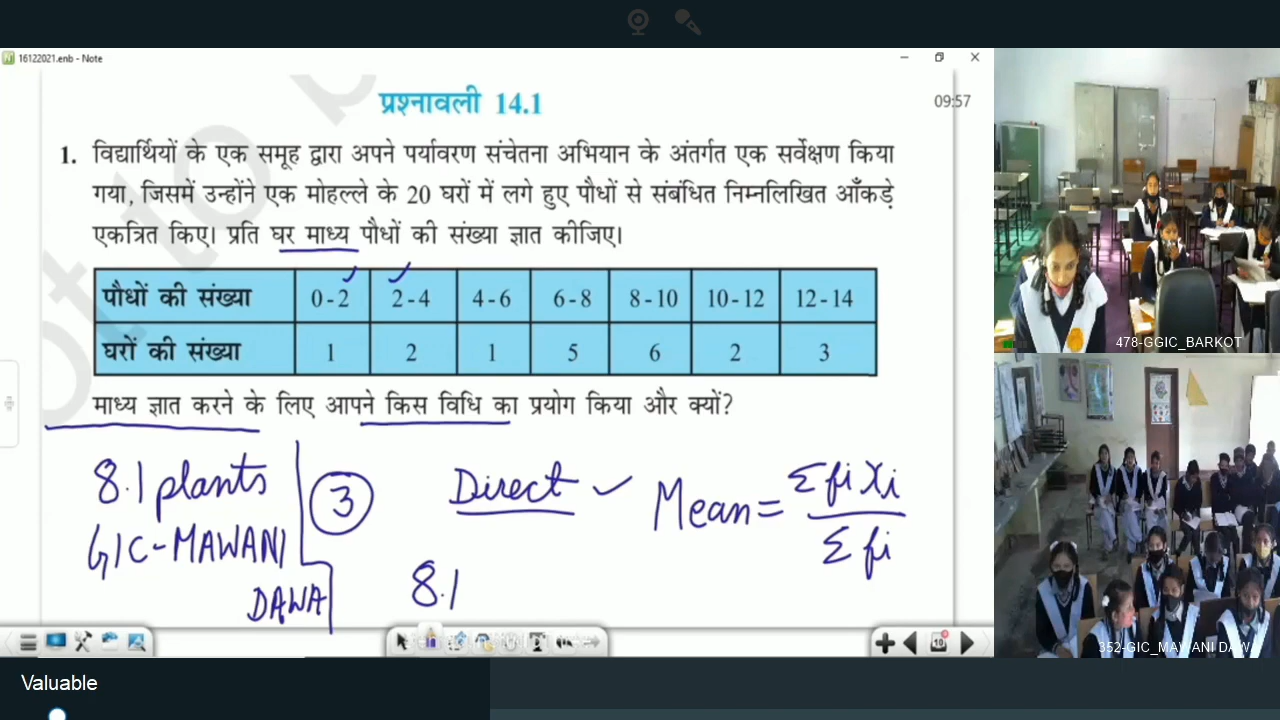 16122021.enb - Note
प्रश्नावली 14.1
09:57
1. विद्यार्थियों के एक समूह द्वारा अपने पर्यावरण संचेतना अभियान के अंतर्गत एक सर्वेक्षण किया
गया, जिसमें उन्होंने एक मोहल्ले के 20 घरों में लगे हुए पौधों से संबंधित निम्नलिखित आँकड़े
एकत्रित किए। प्रति घर माध्य पौधों की संख्या ज्ञात कीजिए।
पौधों की संख्या 0-2 2-4 4-6 6-8 8-10 10-12 12-14
घरों की संख्या 1 2 1 5 6 2 3
माध्य ज्ञात करने के लिए आपने किस विधि का प्रयोग किया और क्यों?
8.1 plants
GIC-MAWANI
DAWA
3
Direct
Mean = Σfixi / Σfi
8.1
10
478-GGIC_BARKOT
352-GIC_MAWANI DAWA
Valuable